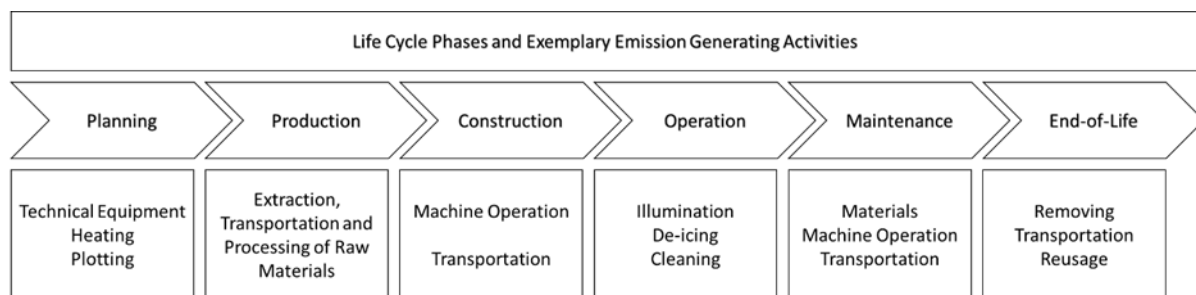 Life Cycle Phases and Exemplary Emission Generating Activities
Planning
Production
Construction
Operation
Maintenance
End-of-Life
Technical Equipment
Heating
Plotting
Extraction,
Transportation and
Processing of Raw
Materials
Machine Operation
Transportation
Illumination
De-icing
Cleaning
Materials
Machine Operation
Transportation
Removing
Transportation
Reusage